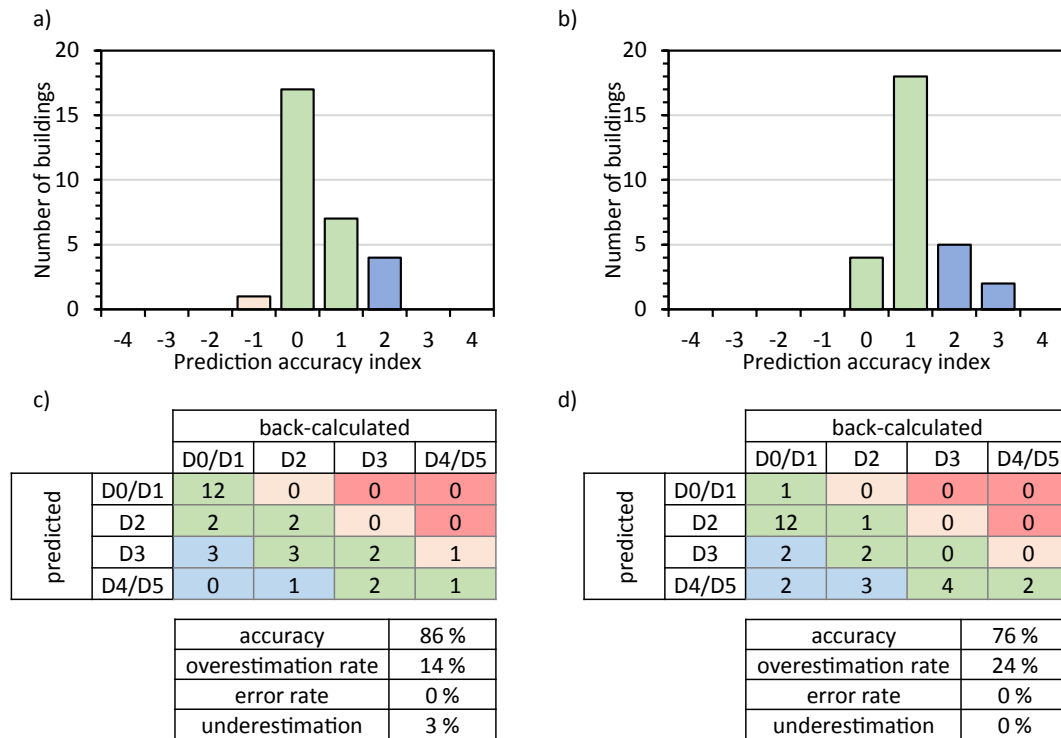 a)
20
15
10
5
0
Number of buildings
-4 -3 -2 -1 0 1 2 3 4
Prediction accuracy index
b)
20
15
10
5
0
Number of buildings
-4 -3 -2 -1 0 1 2 3 4
Prediction accuracy index
c)
back-calculated
D0/D1 D2 D3 D4/D5
predicted
D0/D1 12 0 0 0
D2 2 2 0 0
D3 3 3 2 1
D4/D5 0 1 2 1
accuracy 86 %
overestimation rate 14 %
error rate 0 %
underestimation 3 %
d)
back-calculated
D0/D1 D2 D3 D4/D5
predicted
D0/D1 1 0 0 0
D2 12 1 0 0
D3 2 2 0 0
D4/D5 2 3 4 2
accuracy 76 %
overestimation rate 24 %
error rate 0 %
underestimation 0 %